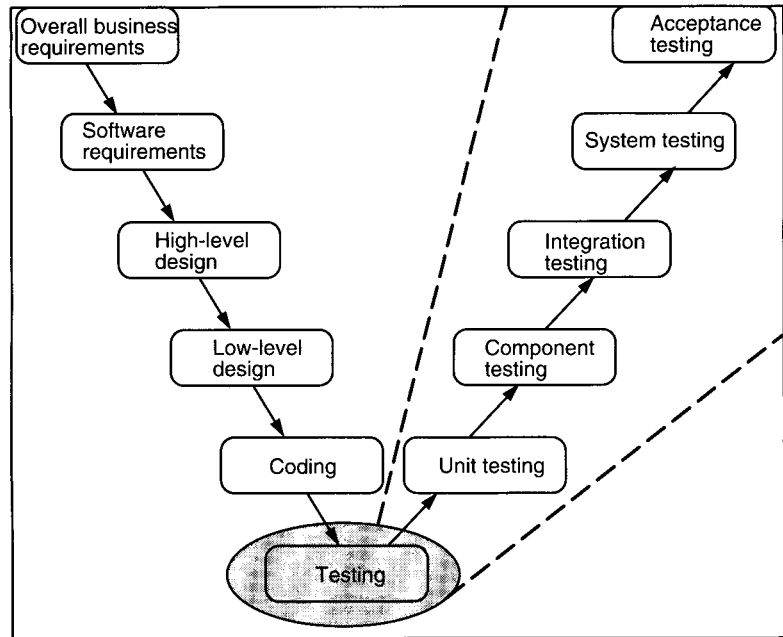 Overall business
requirements
Software
requirements
High-level
design
Low-level
design
Coding
Testing
Unit testing
Component
testing
Integration
testing
System testing
Acceptance
testing